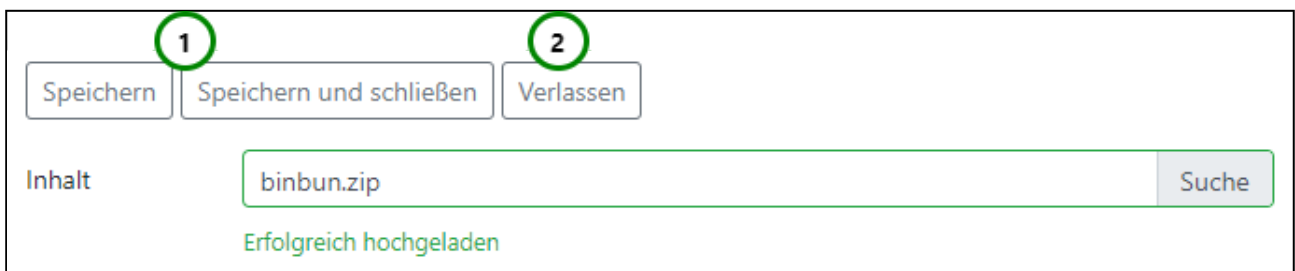 1 2
Speichern Speichern und schließen Verlassen
Inhalt binbun.zip Suche
Erfolgreich hochgeladen